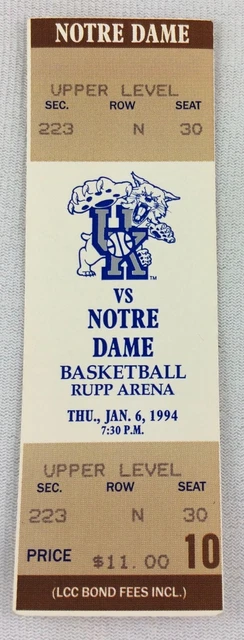 NOTRE DAME
UPPER LEVEL
SEC. ROW SEAT
223 N 30
UK
TM
VS
NOTRE
DAME
BASKETBALL
RUPP ARENA
THU., JAN. 6, 1994
7:30 P.M.
UPPER LEVEL
SEC. ROW SEAT
223 N 30
PRICE $11.00 10
(LCC BOND FEES INCL.)